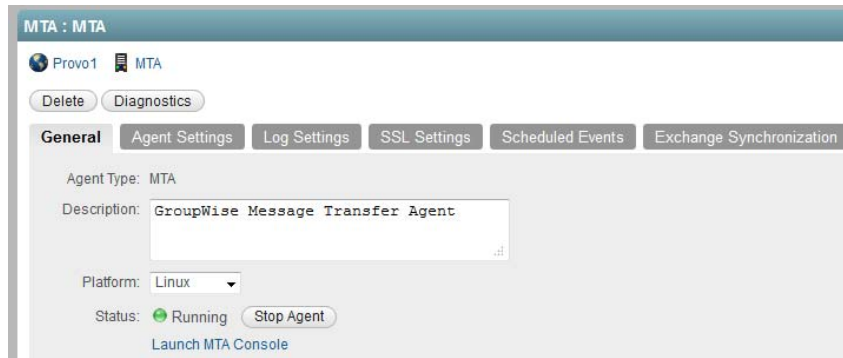 MTA : MTA
Provo1 MTA
Delete Diagnostics
General Agent Settings Log Settings SSL Settings Scheduled Events Exchange Synchronization
Agent Type: MTA
Description: GroupWise Message Transfer Agent
Platform: Linux
Status: Running Stop Agent
Launch MTA Console